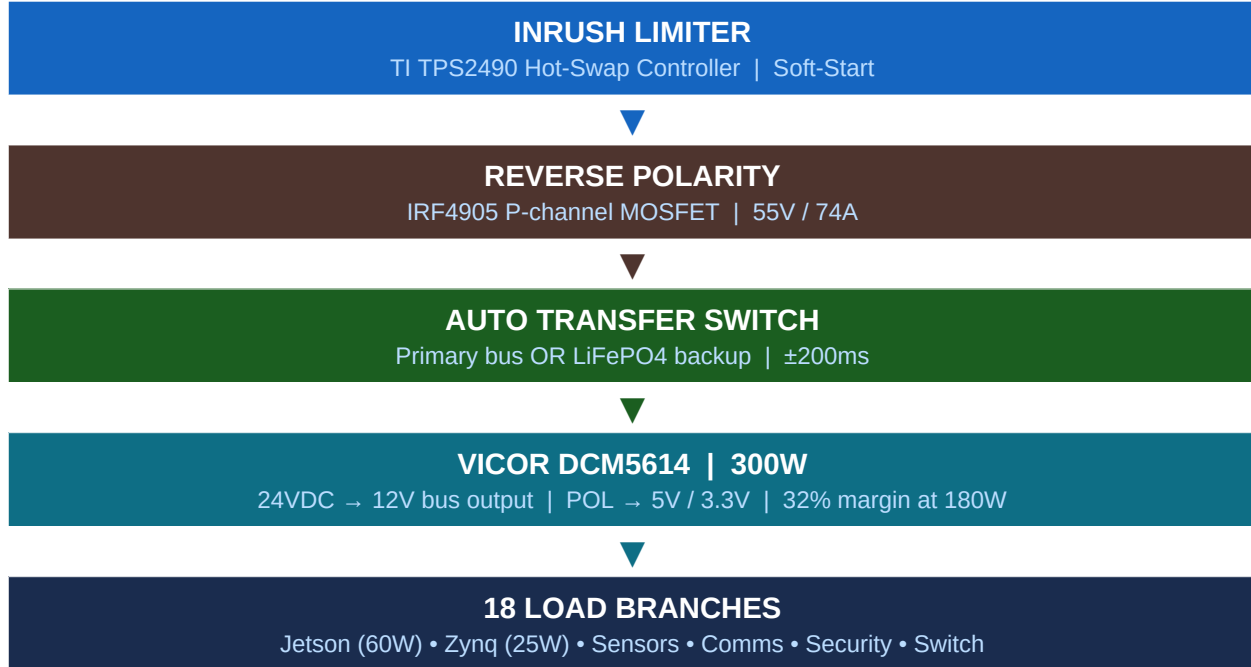 INRUSH LIMITER
TI TPS2490 Hot-Swap Controller | Soft-Start
REVERSE POLARITY
IRF4905 P-channel MOSFET | 55V / 74A
AUTO TRANSFER SWITCH
Primary bus OR LiFePO4 backup | ±200ms
VICOR DCM5614 | 300W
24VDC → 12V bus output | POL → 5V / 3.3V | 32% margin at 180W
18 LOAD BRANCHES
Jetson (60W) • Zynq (25W) • Sensors • Comms • Security • Switch